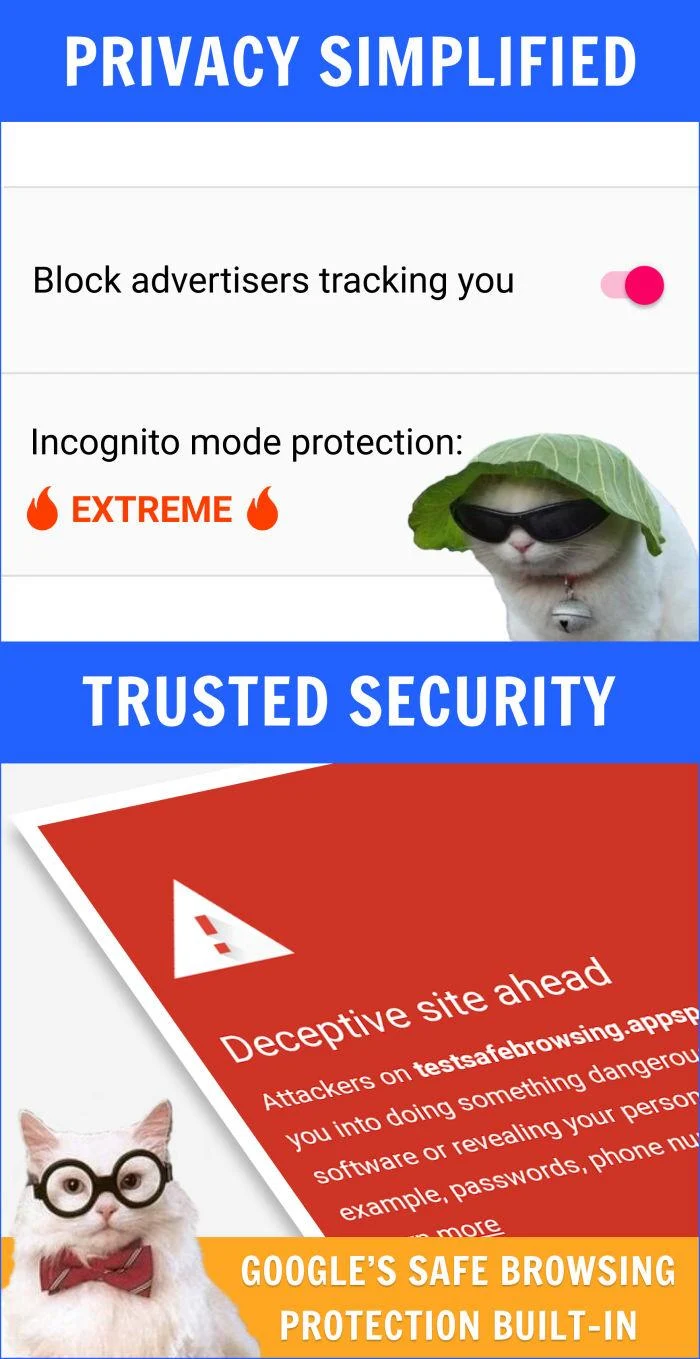 PRIVACY SIMPLIFIED
Block advertisers tracking you
Incognito mode protection:
🔥 EXTREME 🔥
TRUSTED SECURITY
Deceptive site ahead
Attackers on testsafebrowsing.appsp
you into doing something dangerou
software or revealing your person
example, passwords, phone nu
more
GOOGLE'S SAFE BROWSING
PROTECTION BUILT-IN